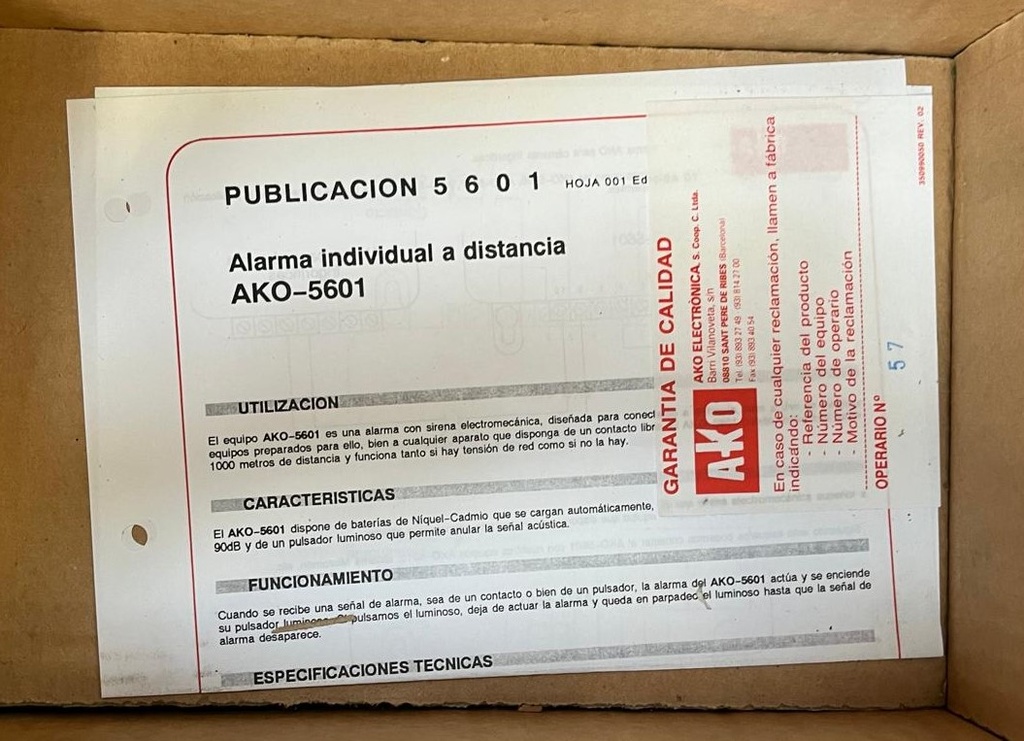 PUBLICACION 5 6 0 1 HOJA 001 Ed
Alarma individual a distancia
AKO-5601
UTILIZACION
El equipo AKO-5601 es una alarma con sirena electromecánica, diseñada para conec
equipos preparados para ello, bien a cualquier aparato que disponga de un contacto libr
1000 metros de distancia y funciona tanto si hay tensión de red como si no la hay.
CARACTERISTICAS
El AKO-5601 dispone de baterías de Níquel-Cadmio que se cargan automáticamente,
90dB y de un pulsador luminoso que permite anular la señal acústica.
FUNCIONAMIENTO
Cuando se recibe una señal de alarma, sea de un contacto o bien de un pulsador, la alarma del AKO-5601 actúa y se enciende
su pulsador luminoso. Si pulsamos el luminoso, deja de actuar la alarma y queda en parpadeo el luminoso hasta que la señal de
alarma desaparece.
ESPECIFICACIONES TECNICAS
GARANTIA DE CALIDAD
AKO
AKO ELECTRÒNICA, s. Coop. C. Ltda.
Barri Vilanoveta, s/n
08810 SANT PERE DE RIBES (Barcelona)
Tel. (93) 893 27 49 - (93) 814 27 00
Fax (93) 893 40 54
En caso de cualquier reclamación, llamen a fábrica
indicando:
- Referencia del producto
- Número del equipo
- Número de operario
- Motivo de la reclamación
OPERARIO Nº 57
350990050 REV. 02